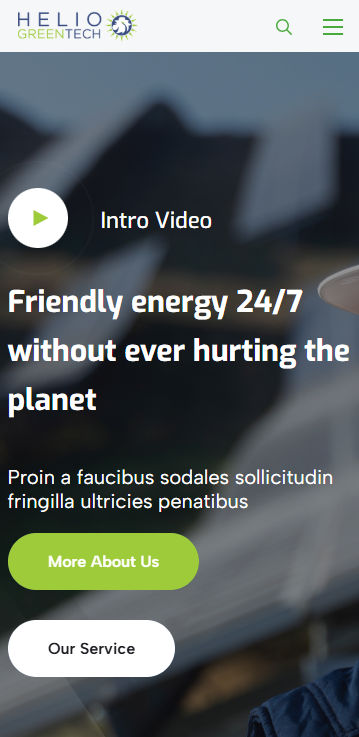 HELIO
GREENTECH
Intro Video
Friendly energy 24/7
without ever hurting the
planet
Proin a faucibus sodales sollicitudin
fringilla ultricies penatibus
More About Us
Our Service